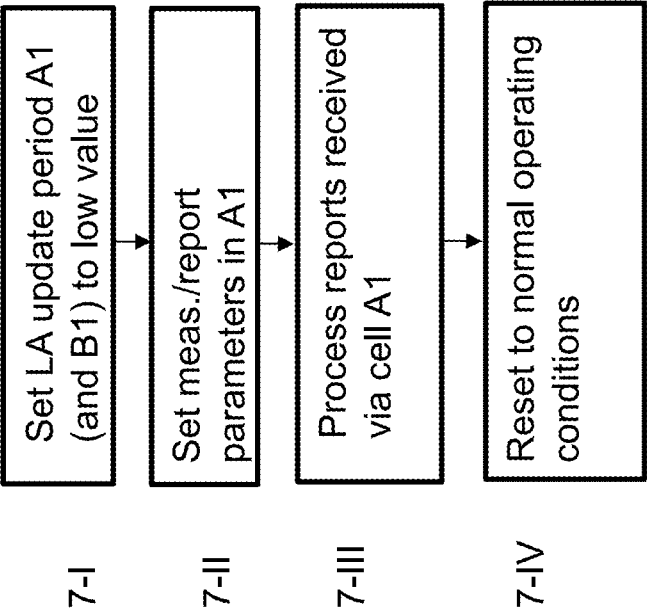 7-I
Set LA update period A1
(and B1) to low value
7-II
Set meas./report
parameters in A1
7-III
Process reports received
via cell A1
7-IV
Reset to normal operating
conditions